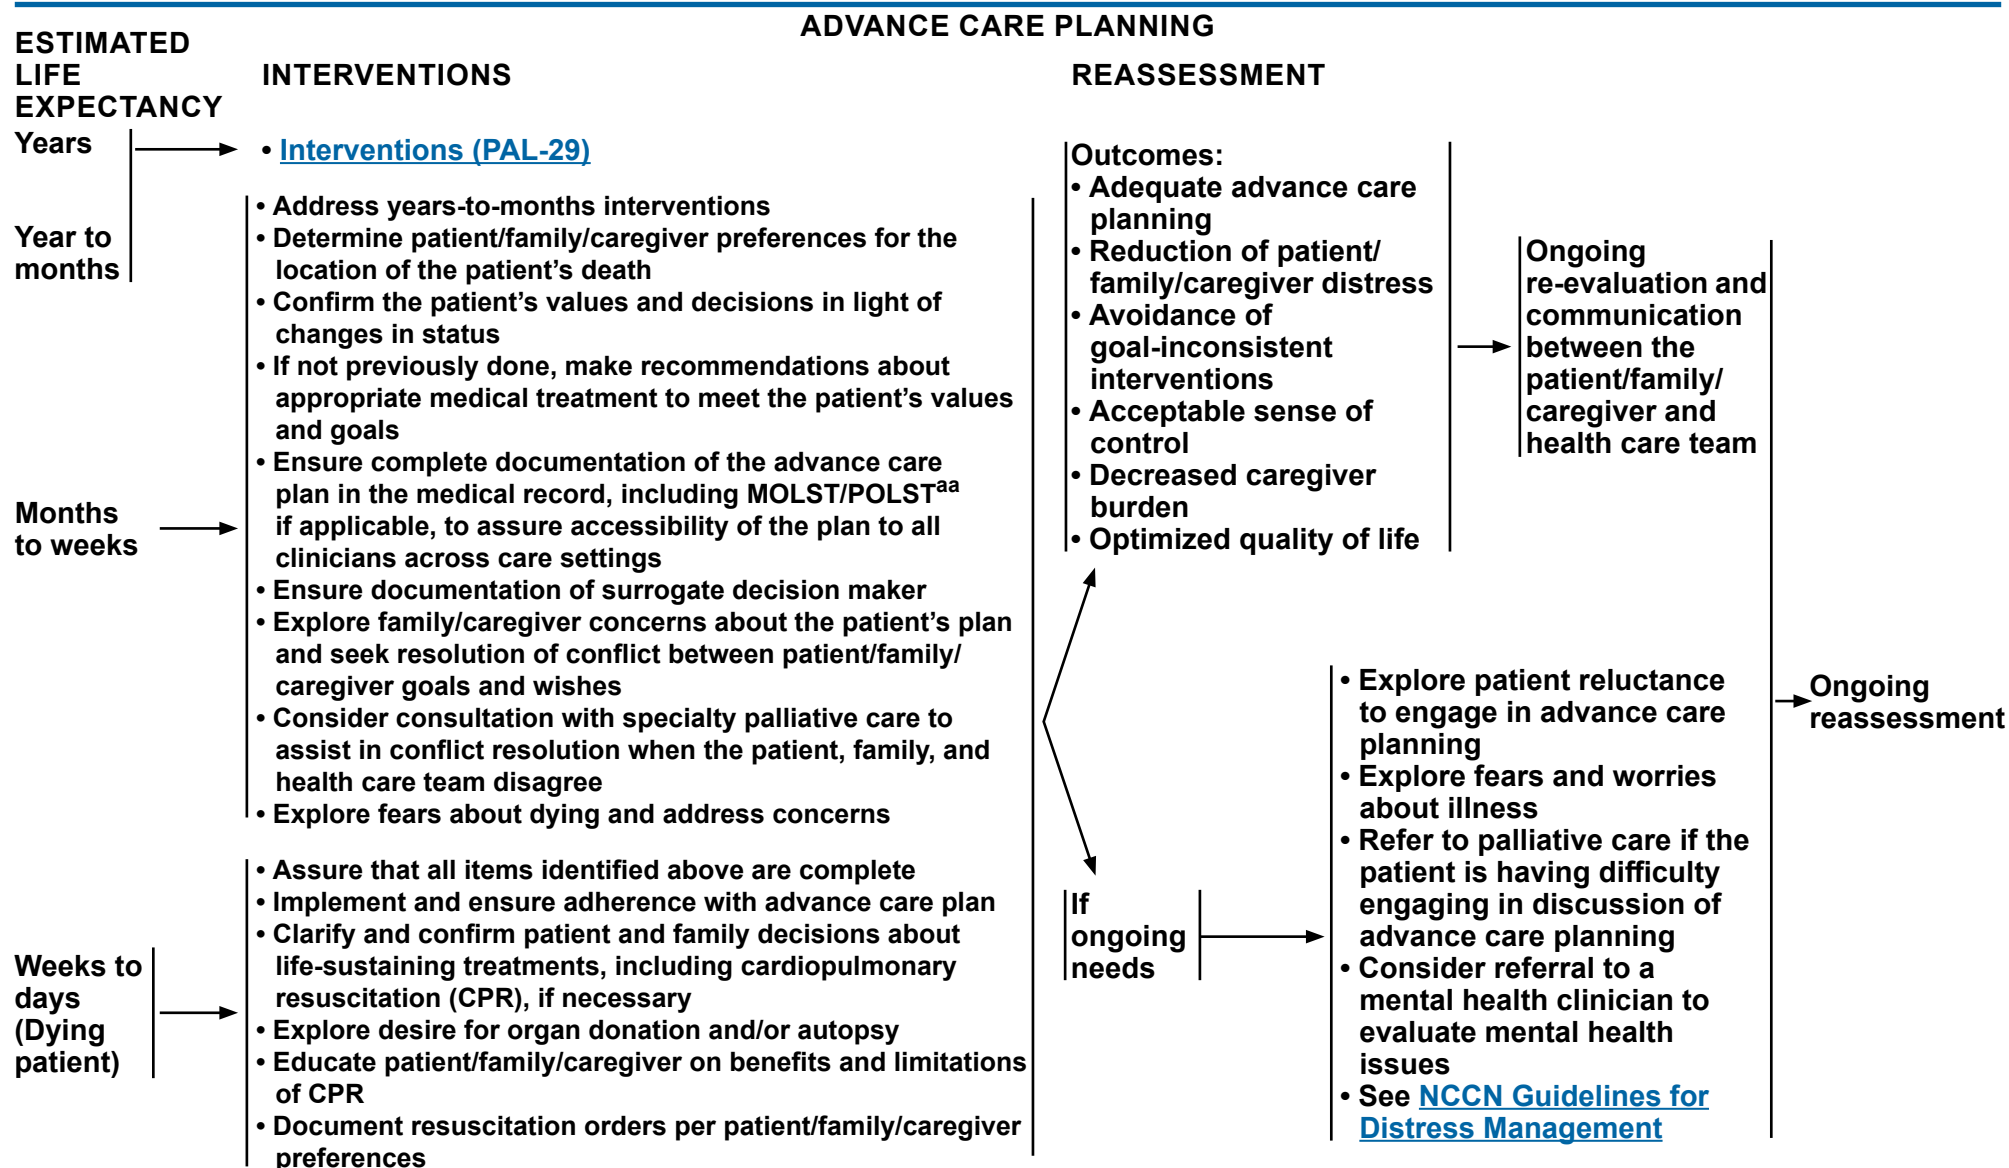 ADVANCE CARE PLANNING
ESTIMATED
LIFE
EXPECTANCY
INTERVENTIONS
REASSESSMENT
Years
• Interventions (PAL-29)
Year to
months
• Address years-to-months interventions
• Determine patient/family/caregiver preferences for the
location of the patient’s death
• Confirm the patient’s values and decisions in light of
changes in status
• If not previously done, make recommendations about
appropriate medical treatment to meet the patient’s values
and goals
• Ensure complete documentation of the advance care
plan in the medical record, including MOLST/POLSTaa
if applicable, to assure accessibility of the plan to all
clinicians across care settings
• Ensure documentation of surrogate decision maker
• Explore family/caregiver concerns about the patient’s plan
and seek resolution of conflict between patient/family/
caregiver goals and wishes
• Consider consultation with specialty palliative care to
assist in conflict resolution when the patient, family, and
health care team disagree
• Explore fears about dying and address concerns
Months
to weeks
Weeks to
days
(Dying
patient)
• Assure that all items identified above are complete
• Implement and ensure adherence with advance care plan
• Clarify and confirm patient and family decisions about
life-sustaining treatments, including cardiopulmonary
resuscitation (CPR), if necessary
• Explore desire for organ donation and/or autopsy
• Educate patient/family/caregiver on benefits and limitations
of CPR
• Document resuscitation orders per patient/family/caregiver
preferences
Outcomes:
• Adequate advance care
planning
• Reduction of patient/
family/caregiver distress
• Avoidance of
goal-inconsistent
interventions
• Acceptable sense of
control
• Decreased caregiver
burden
• Optimized quality of life
Ongoing
re-evaluation and
communication
between the
patient/family/
caregiver and
health care team
If
ongoing
needs
• Explore patient reluctance
to engage in advance care
planning
• Explore fears and worries
about illness
• Refer to palliative care if the
patient is having difficulty
engaging in discussion of
advance care planning
• Consider referral to a
mental health clinician to
evaluate mental health
issues
• See NCCN Guidelines for
Distress Management
Ongoing
reassessment